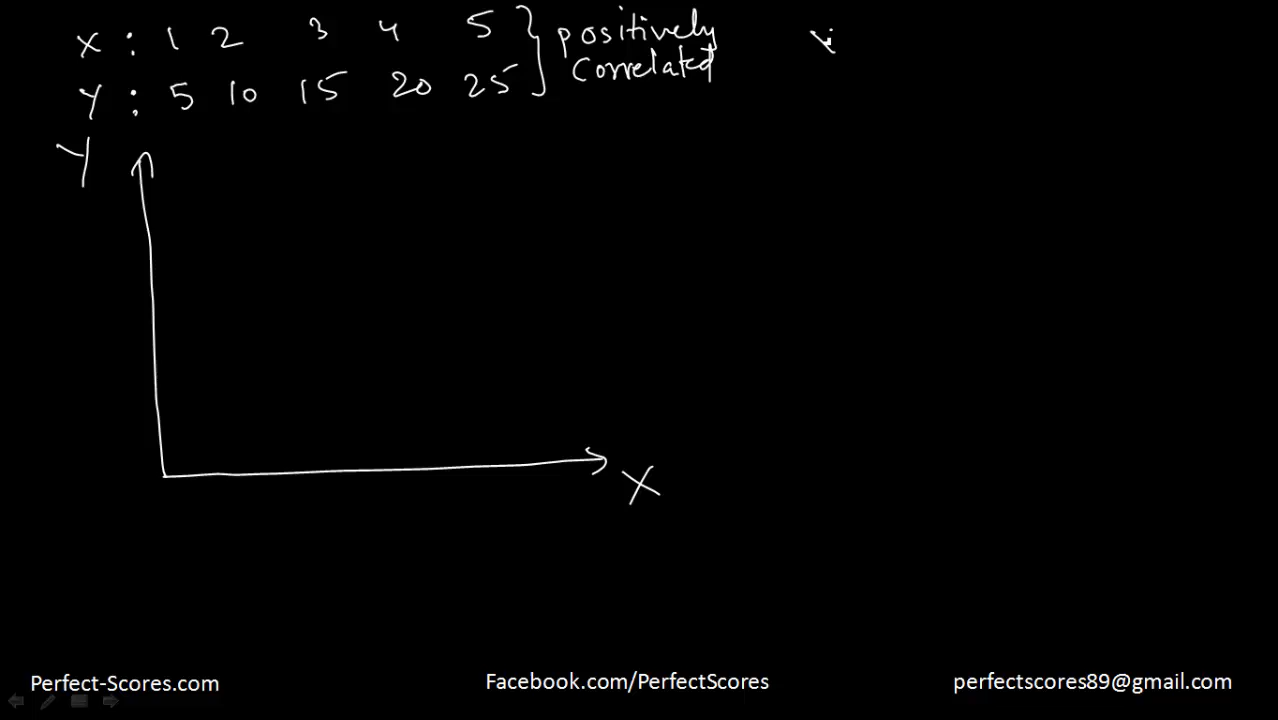 X : 1 2 3 4 5 positively
Y : 5 10 15 20 25 Correlated
Y
X
Perfect-Scores.com Facebook.com/PerfectScores perfectscores89@gmail.com